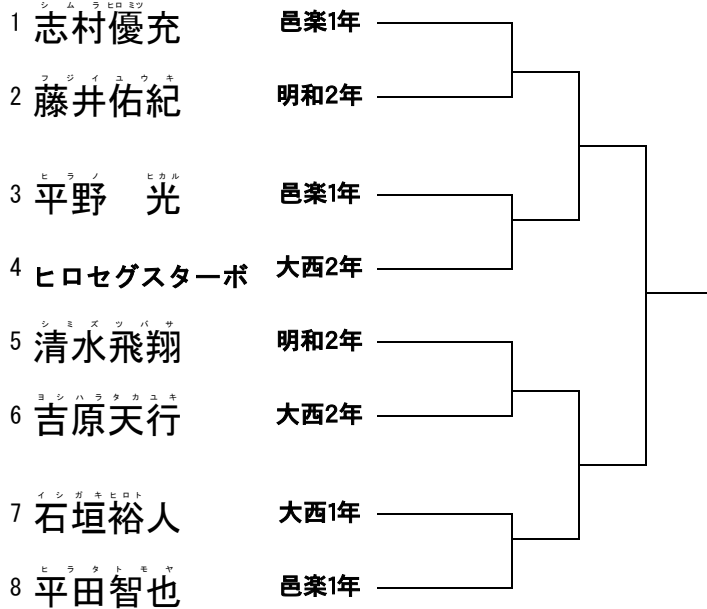 シムラヒロミツ
1 志村優充 邑楽1年
フジイユウキ
2 藤井佑紀 明和2年
ヒラノ ヒカル
3 平野 光 邑楽1年
4 ヒロセグスターボ 大西2年
シミズツバサ
5 清水飛翔 明和2年
ヨシハラタカユキ
6 吉原天行 大西2年
イシガキヒロト
7 石垣裕人 大西1年
ヒラタトモヤ
8 平田智也 邑楽1年